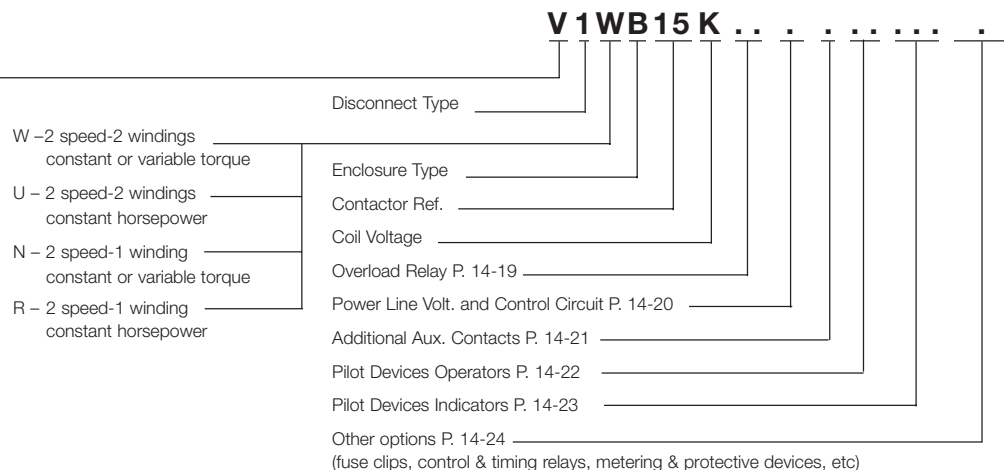 V 1 W B 15 K . . . . . . . . . .
Disconnect Type
W –2 speed-2 windings
constant or variable torque
U – 2 speed-2 windings
constant horsepower
N – 2 speed-1 winding
constant or variable torque
R – 2 speed-1 winding
constant horsepower
Enclosure Type
Contactor Ref.
Coil Voltage
Overload Relay P. 14-19
Power Line Volt. and Control Circuit P. 14-20
Additional Aux. Contacts P. 14-21
Pilot Devices Operators P. 14-22
Pilot Devices Indicators P. 14-23
Other options P. 14-24
(fuse clips, control & timing relays, metering & protective devices, etc)